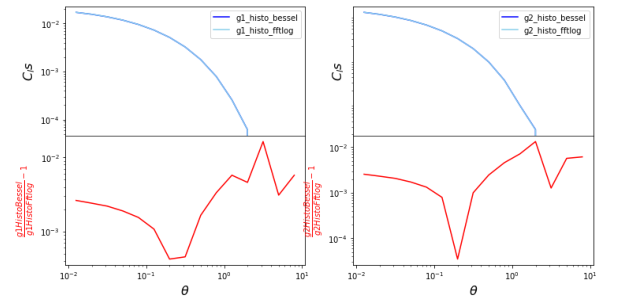 g1_histo_bessel
g1_histo_fftlog
10⁻²
10⁻³
10⁻⁴
C_l s
10⁻²
10⁻³
g1HistoBessel/g1HistoFftlog − 1
10⁻² 10⁻¹ 10⁰ 10¹
θ
g2_histo_bessel
g2_histo_fftlog
C_l s
10⁻²
10⁻³
10⁻⁴
g2HistoBessel/g2HistoFftlog − 1
10⁻² 10⁻¹ 10⁰ 10¹
θ